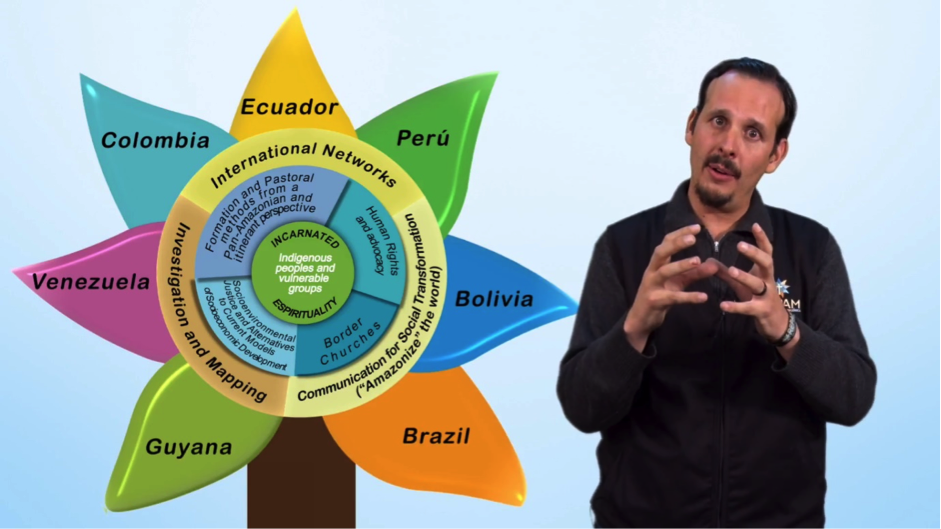 Ecuador
Colombia
Perú
Venezuela
Bolivia
Guyana
Brazil
International Networks
Investigation and Mapping
Communication for Social Transformation
("Amazonize" the world)
Formation and Pastoral
methods from a
Pan-Amazonian and
itinerant perspective
Human Rights
and advocacy
Socioenvironmental
Justice and Alternatives
to Current Models
of Socioeconomic Development
Border
Churches
INCARNATED
Indigenous
peoples and
vulnerable
groups
ESPIRITUALITY
AM